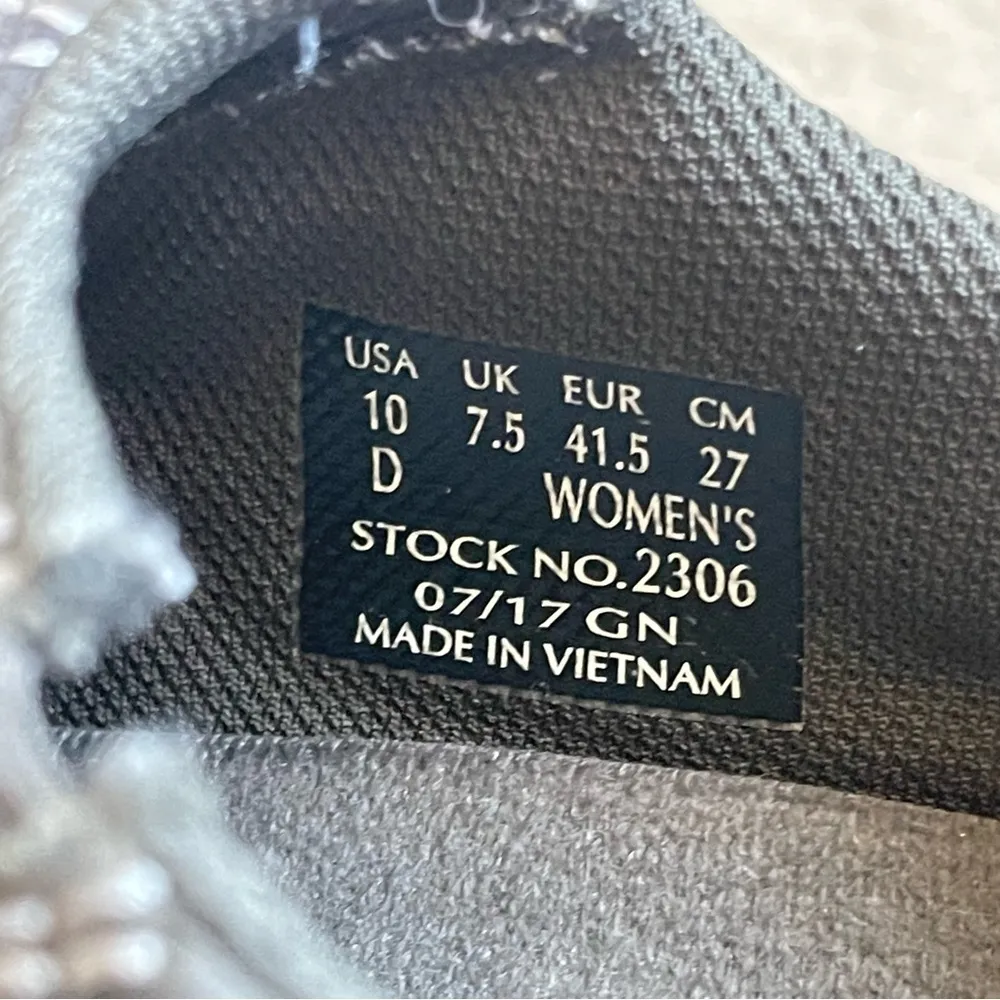 USA UK EUR CM
10 7.5 41.5 27
D WOMEN'S
STOCK NO.2306
07/17 GN
MADE IN VIETNAM